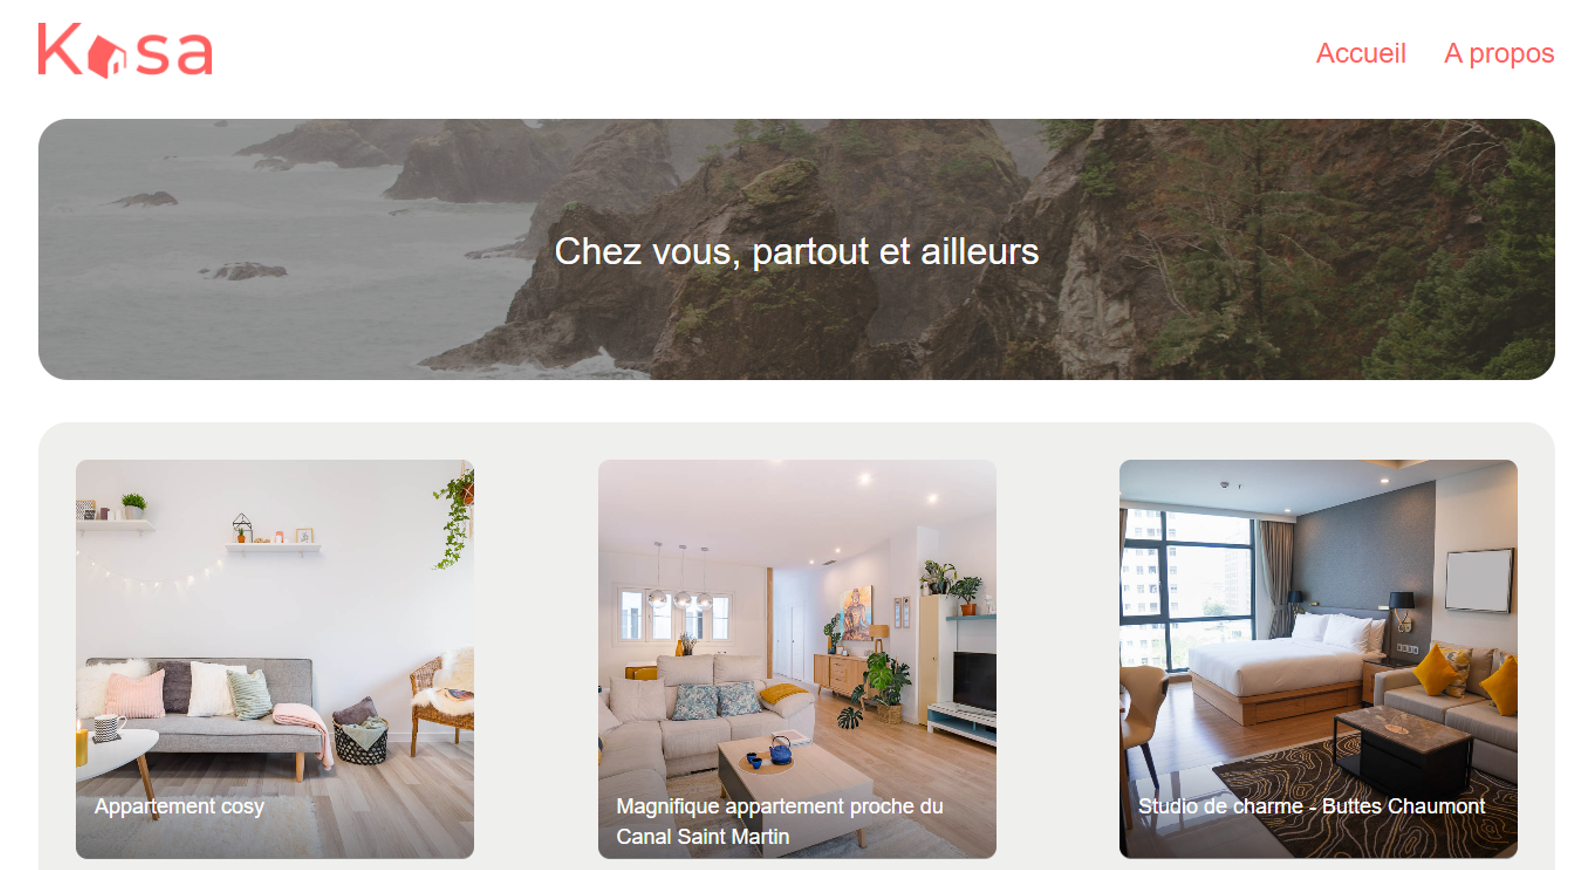 Kasa
Accueil A propos
Chez vous, partout et ailleurs
Appartement cosy
Magnifique appartement proche du
Canal Saint Martin
Studio de charme - Buttes Chaumont